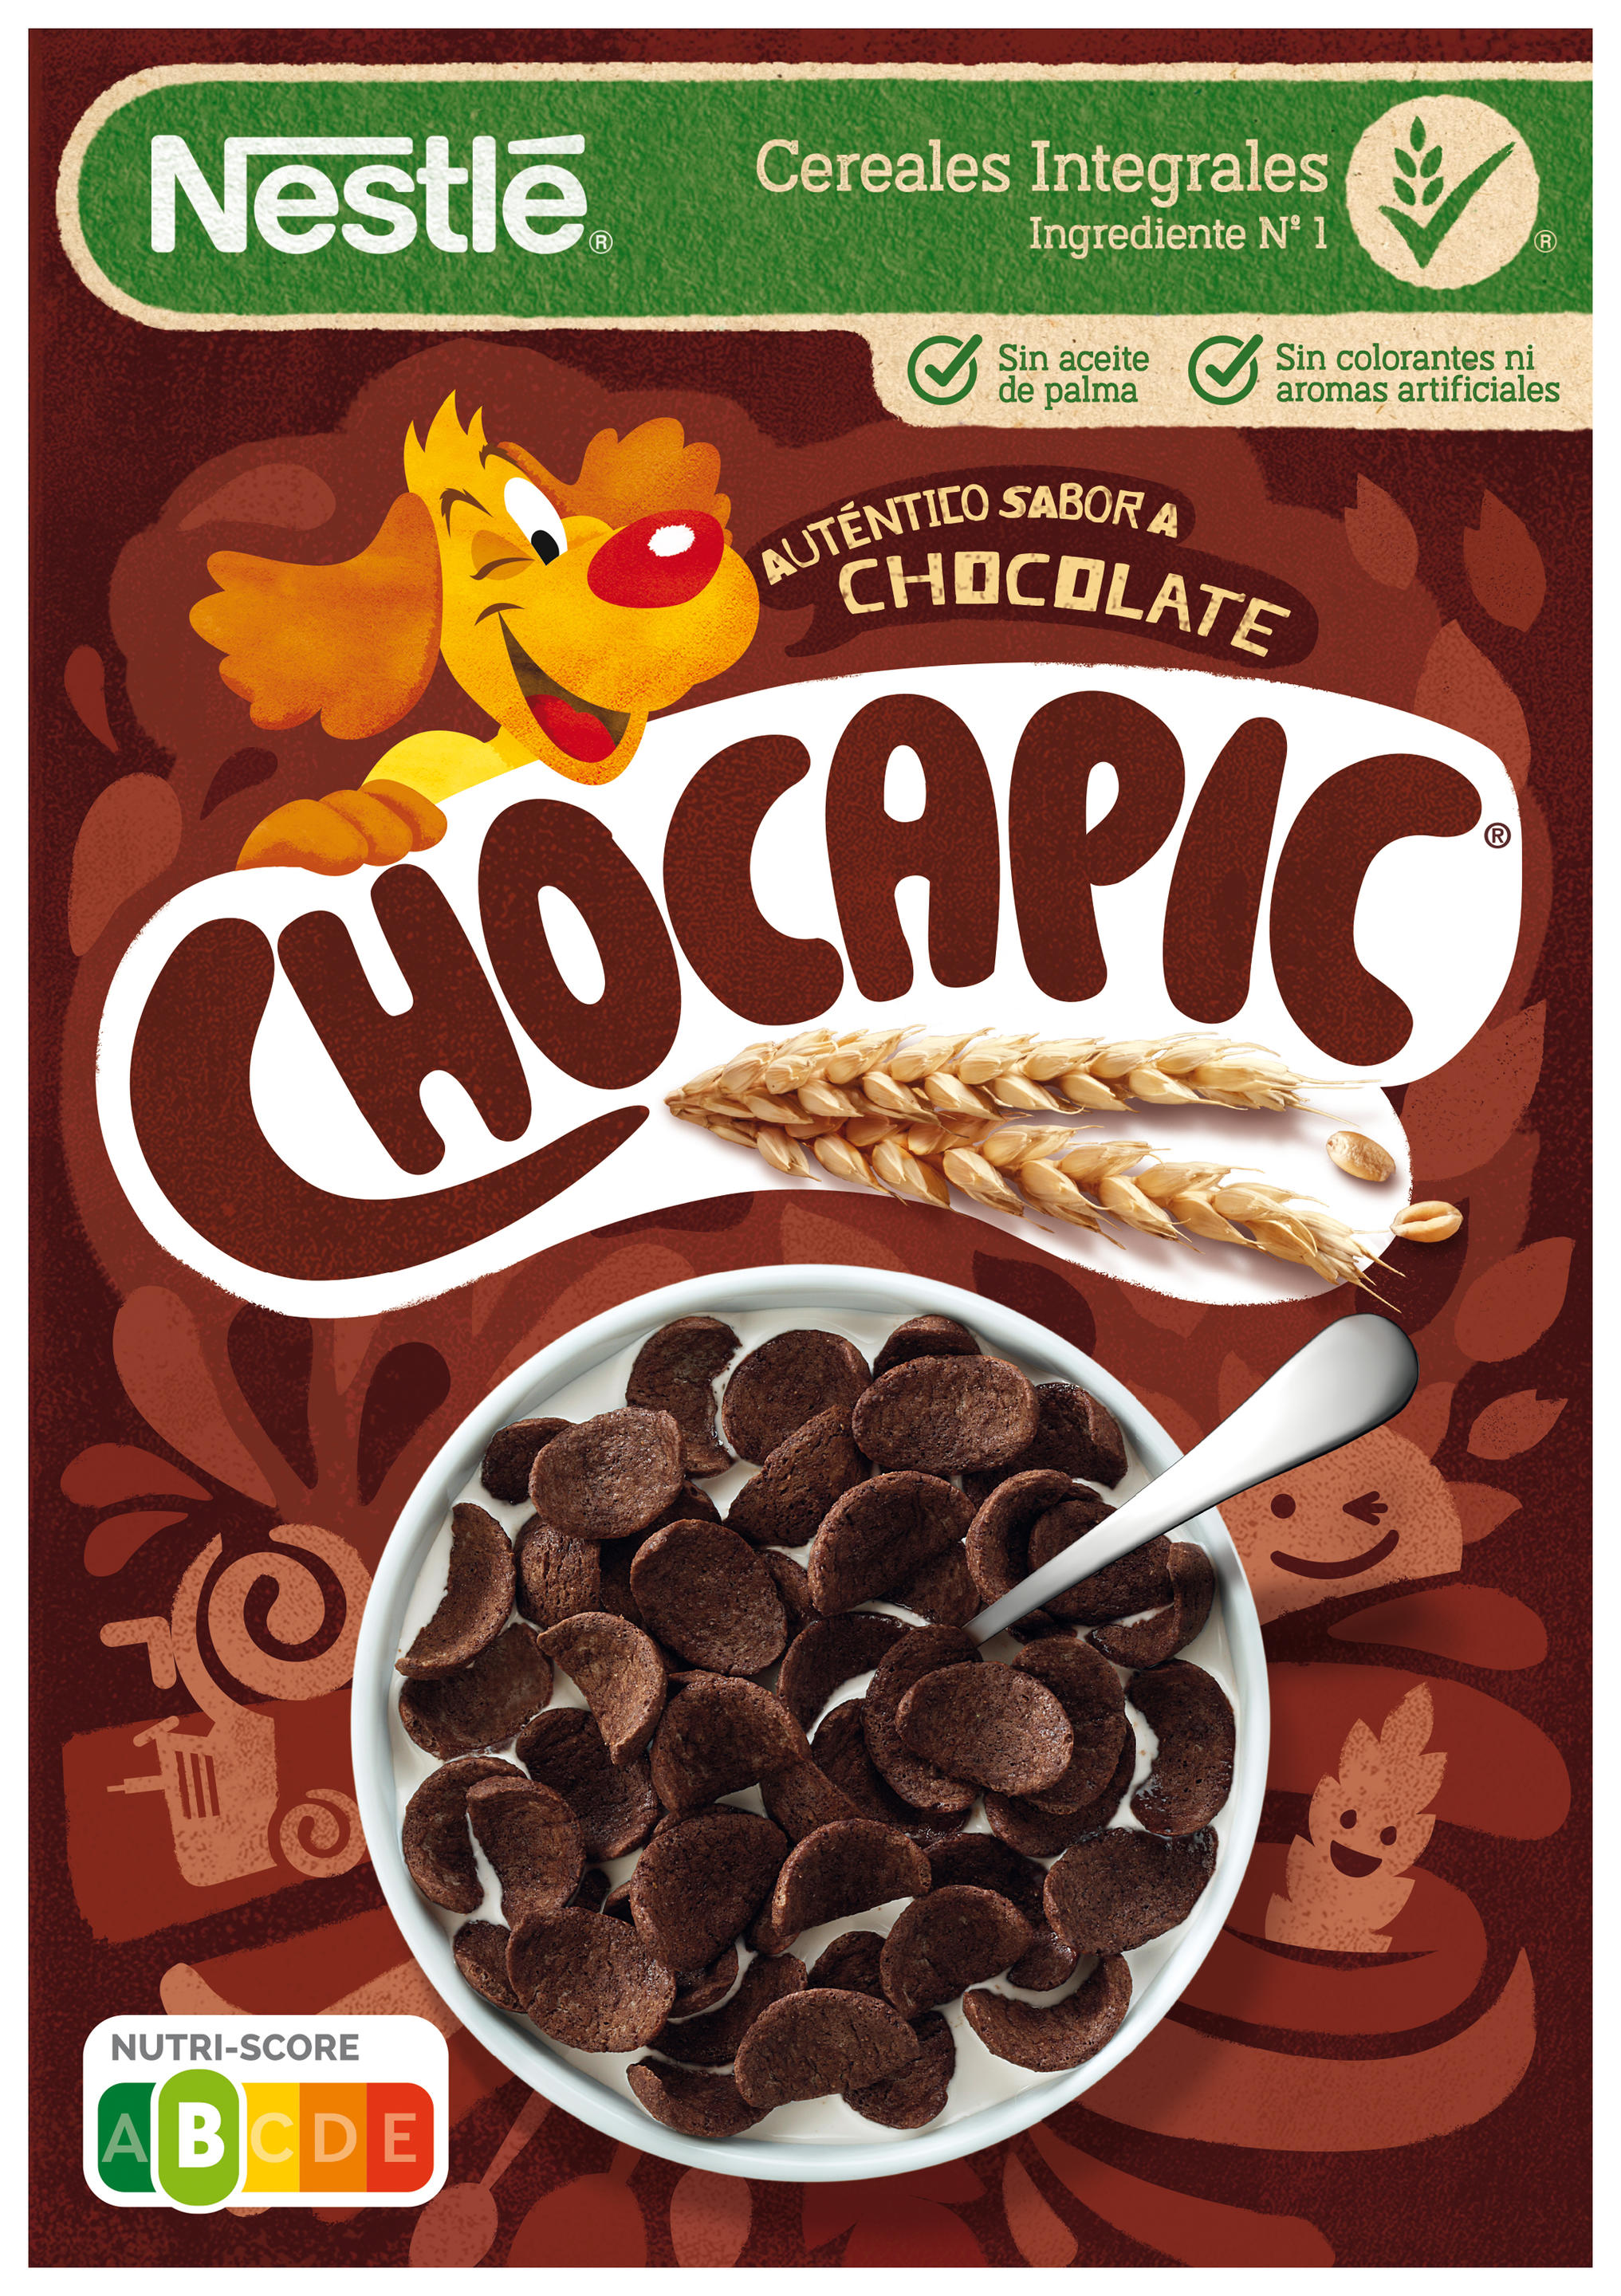 Nestlé®
Cereales Integrales
Ingrediente Nº 1
®
Sin aceite
de palma
Sin colorantes ni
aromas artificiales
AUTÉNTICO SABOR A
CHOCOLATE
CHOCAPIC®
NUTRI-SCORE
A B C D E